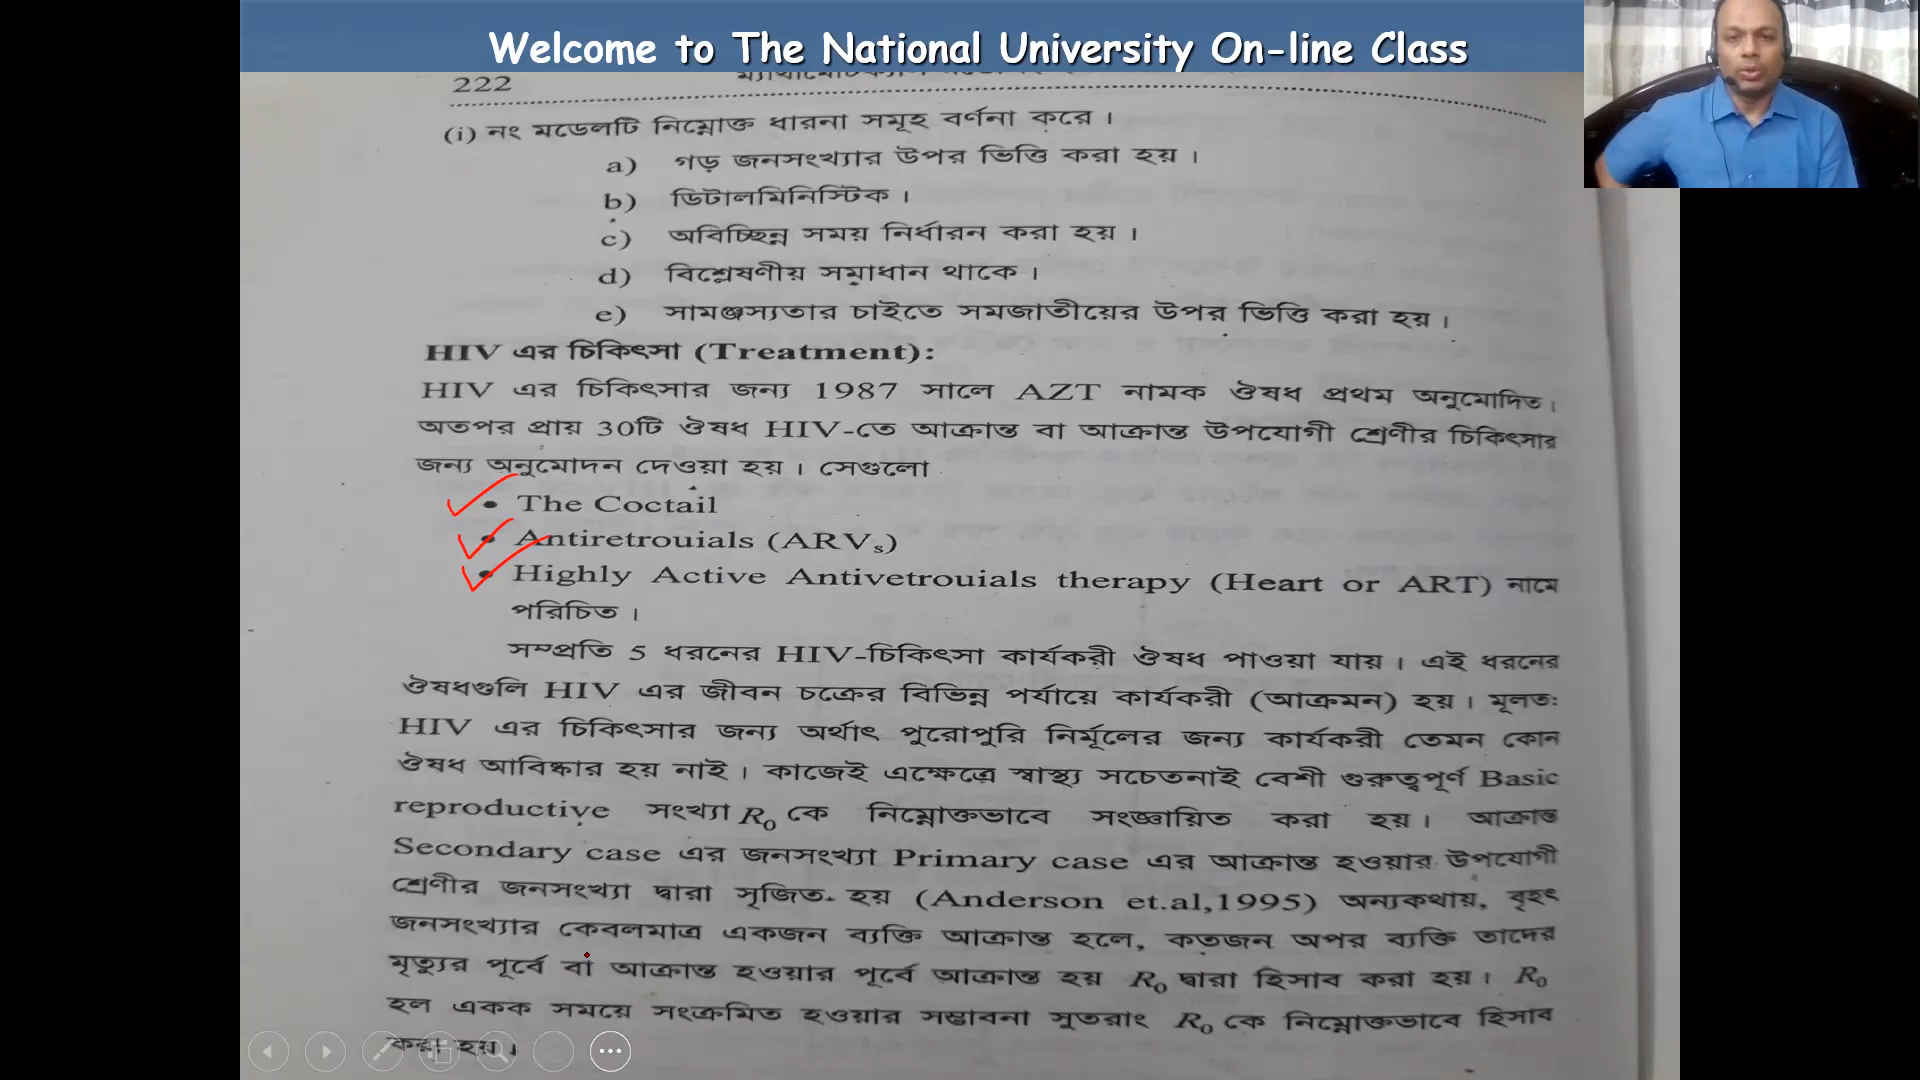 Welcome to The National University On-line Class
222
(i) নং মডেলটি নিম্নোক্ত ধারনা সমূহ বর্ণনা করে।
a) গড় জনসংখ্যার উপর ভিত্তি করা হয়।
b) ডিটালমিনিস্টিক।
c) অবিচ্ছিন্ন সময় নির্ধারন করা হয়।
d) বিশ্লেষণীয় সমাধান থাকে।
e) সামঞ্জস্যতার চাইতে সমজাতীয়ের উপর ভিত্তি করা হয়।
HIV এর চিকিৎসা (Treatment):
HIV এর চিকিৎসার জন্য 1987 সালে AZT নামক ঔষধ প্রথম অনুমোদিত।
অতপর প্রায় 30টি ঔষধ HIV-তে আক্রান্ত বা আক্রান্ত উপযোগী শ্রেণীর চিকিৎসার
জন্য অনুমোদন দেওয়া হয়। সেগুলো
• The Coctail
• Antiretrouials (ARVs)
• Highly Active Antivetrouials therapy (Heart or ART) নামে
পরিচিত।
সম্প্রতি 5 ধরনের HIV-চিকিৎসা কার্যকরী ঔষধ পাওয়া যায়। এই ধরনের
ঔষধগুলি HIV এর জীবন চক্রের বিভিন্ন পর্যায়ে কার্যকরী (আক্রমন) হয়। মূলত:
HIV এর চিকিৎসার জন্য অর্থাৎ পুরোপুরি নির্মূলের জন্য কার্যকরী তেমন কোন
ঔষধ আবিষ্কার হয় নাই। কাজেই এক্ষেত্রে স্বাস্থ্য সচেতনাই বেশী গুরুত্বপূর্ণ Basic
reproductive সংখ্যা R₀ কে নিম্নোক্তভাবে সংজ্ঞায়িত করা হয়। আক্রান্ত
Secondary case এর জনসংখ্যা Primary case এর আক্রান্ত হওয়ার উপযোগী
শ্রেণীর জনসংখ্যা দ্বারা সৃজিত হয় (Anderson et.al,1995) অন্যকথায়, বৃহৎ
জনসংখ্যার কেবলমাত্র একজন ব্যক্তি আক্রান্ত হলে, কতজন অপর ব্যক্তি তাদের
মৃত্যুর পূর্বে বা আক্রান্ত হওয়ার পূর্বে আক্রান্ত হয় R₀ দ্বারা হিসাব করা হয়। R₀
হল একক সময়ে সংক্রমিত হওয়ার সম্ভাবনা সুতরাং R₀ কে নিম্নোক্তভাবে হিসাব
করা হয়।